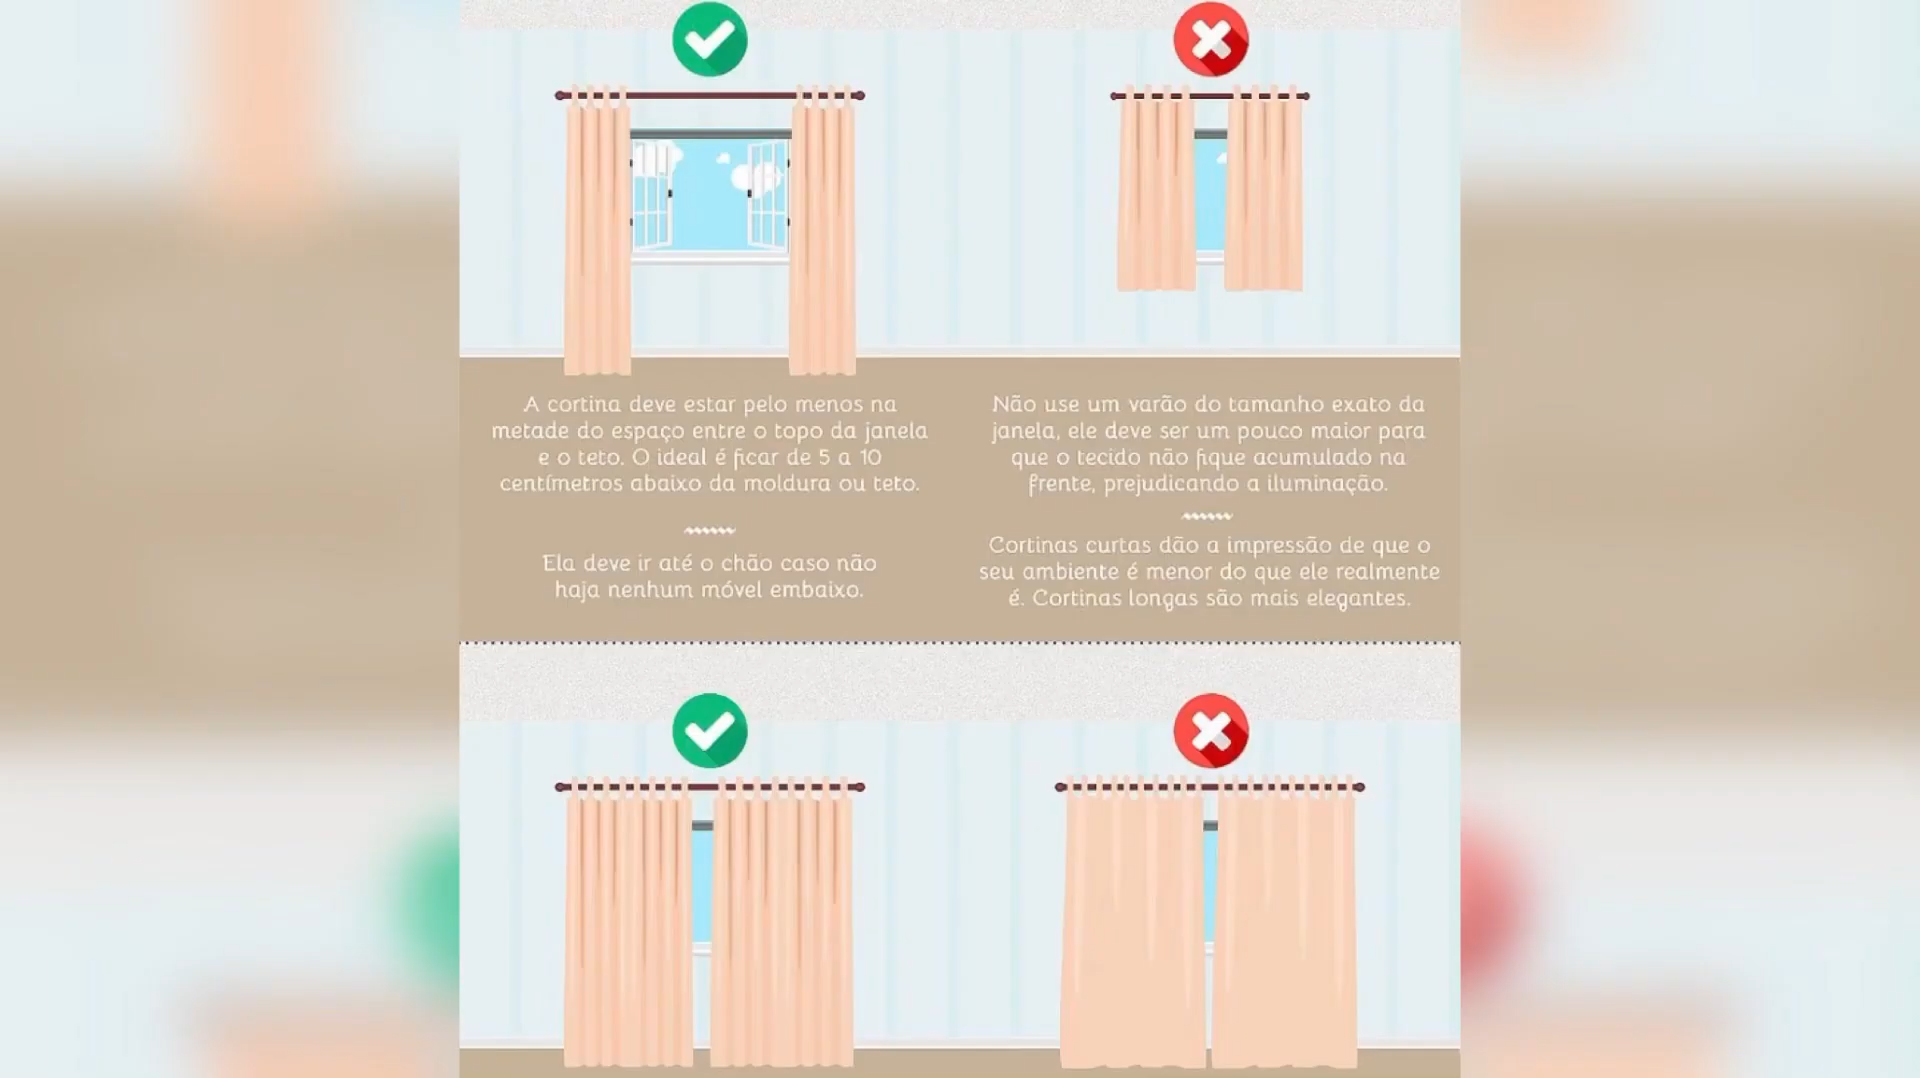 A cortina deve estar pelo menos na
metade do espaço entre o topo da janela
e o teto. O ideal é ficar de 5 a 10
centímetros abaixo da moldura ou teto.
Ela deve ir até o chão caso não
haja nenhum móvel embaixo.
Não use um varão do tamanho exato da
janela, ele deve ser um pouco maior para
que o tecido não fique acumulado na
frente, prejudicando a iluminação.
Cortinas curtas dão a impressão de que o
seu ambiente é menor do que ele realmente
é. Cortinas longas são mais elegantes.